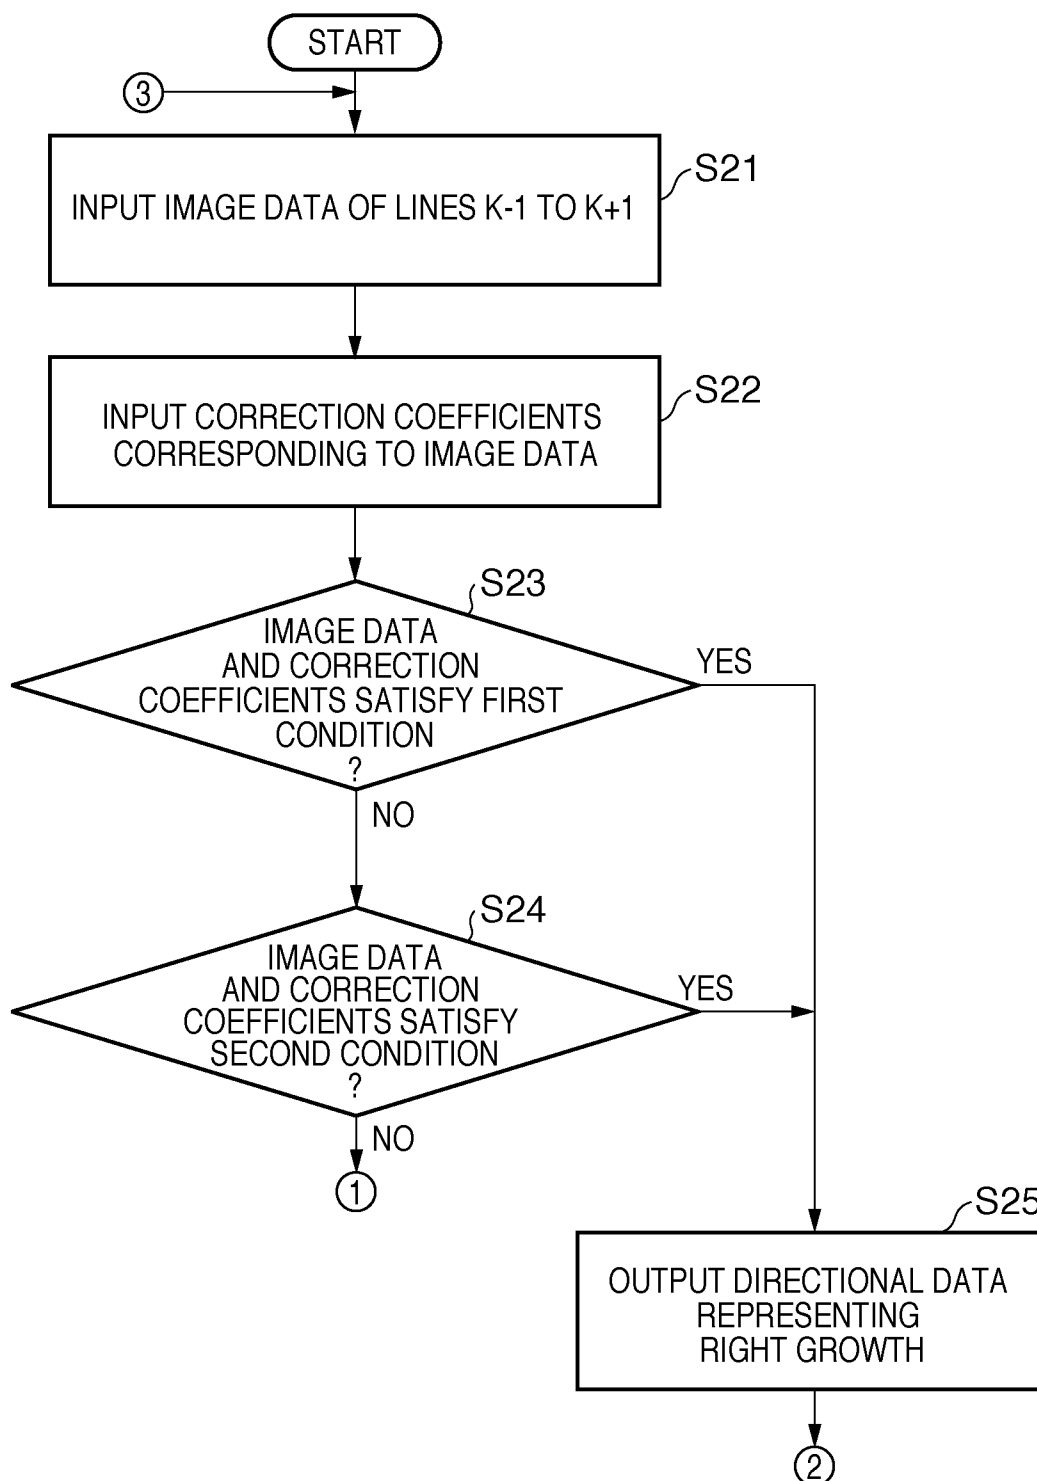 START
3
S21
INPUT IMAGE DATA OF LINES K-1 TO K+1
S22
INPUT CORRECTION COEFFICIENTS
CORRESPONDING TO IMAGE DATA
S23
IMAGE DATA
AND CORRECTION
COEFFICIENTS SATISFY FIRST
CONDITION
?
YES
NO
S24
IMAGE DATA
AND CORRECTION
COEFFICIENTS SATISFY
SECOND CONDITION
?
YES
NO
1
S25
OUTPUT DIRECTIONAL DATA
REPRESENTING
RIGHT GROWTH
2